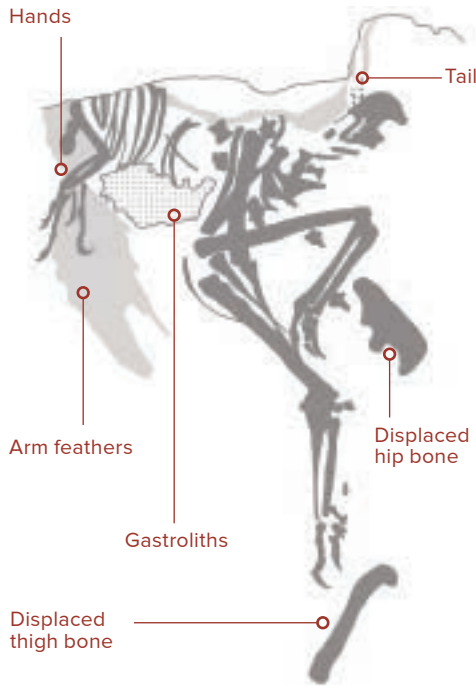 Hands
Tail
Arm feathers
Displaced
hip bone
Gastroliths
Displaced
thigh bone